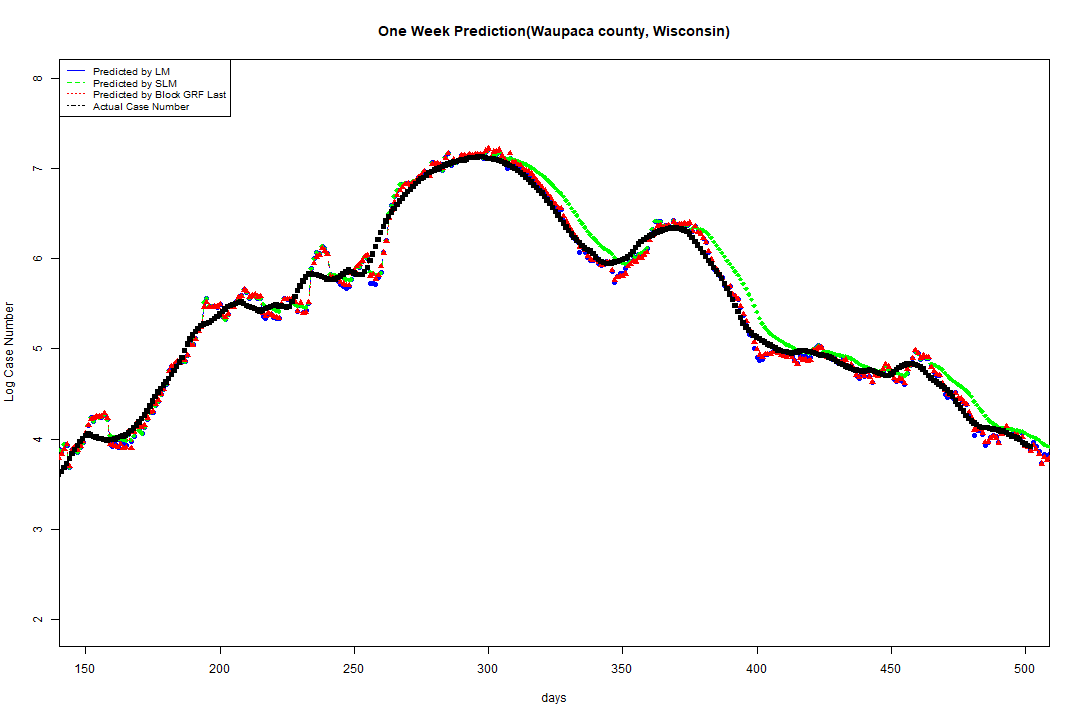 One Week Prediction(Waupaca county, Wisconsin)
Predicted by LM
Predicted by SLM
Predicted by Block GRF Last
Actual Case Number
8
7
6
5
4
3
2
Log Case Number
150 200 250 300 350 400 450 500
days